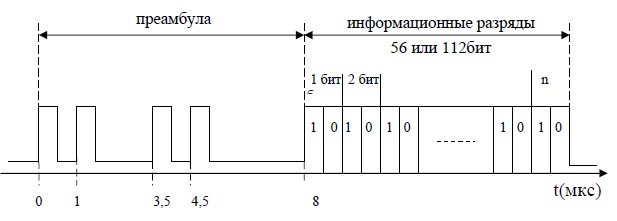 преамбула
информационные разряды
56 или 112бит
1 бит 2 бит n
1 0 1 0 1 0 1 0 1 0
t(мкс)
0 1 3,5 4,5 8